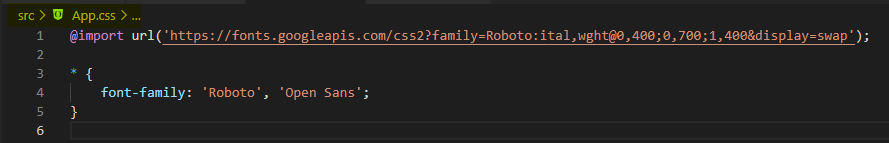 src > App.css > ...
1 @import url('https://fonts.googleapis.com/css2?family=Roboto:ital,wght@0,400;0,700;1,400&display=swap');
2
3 * {
4     font-family: 'Roboto', 'Open Sans';
5 }
6